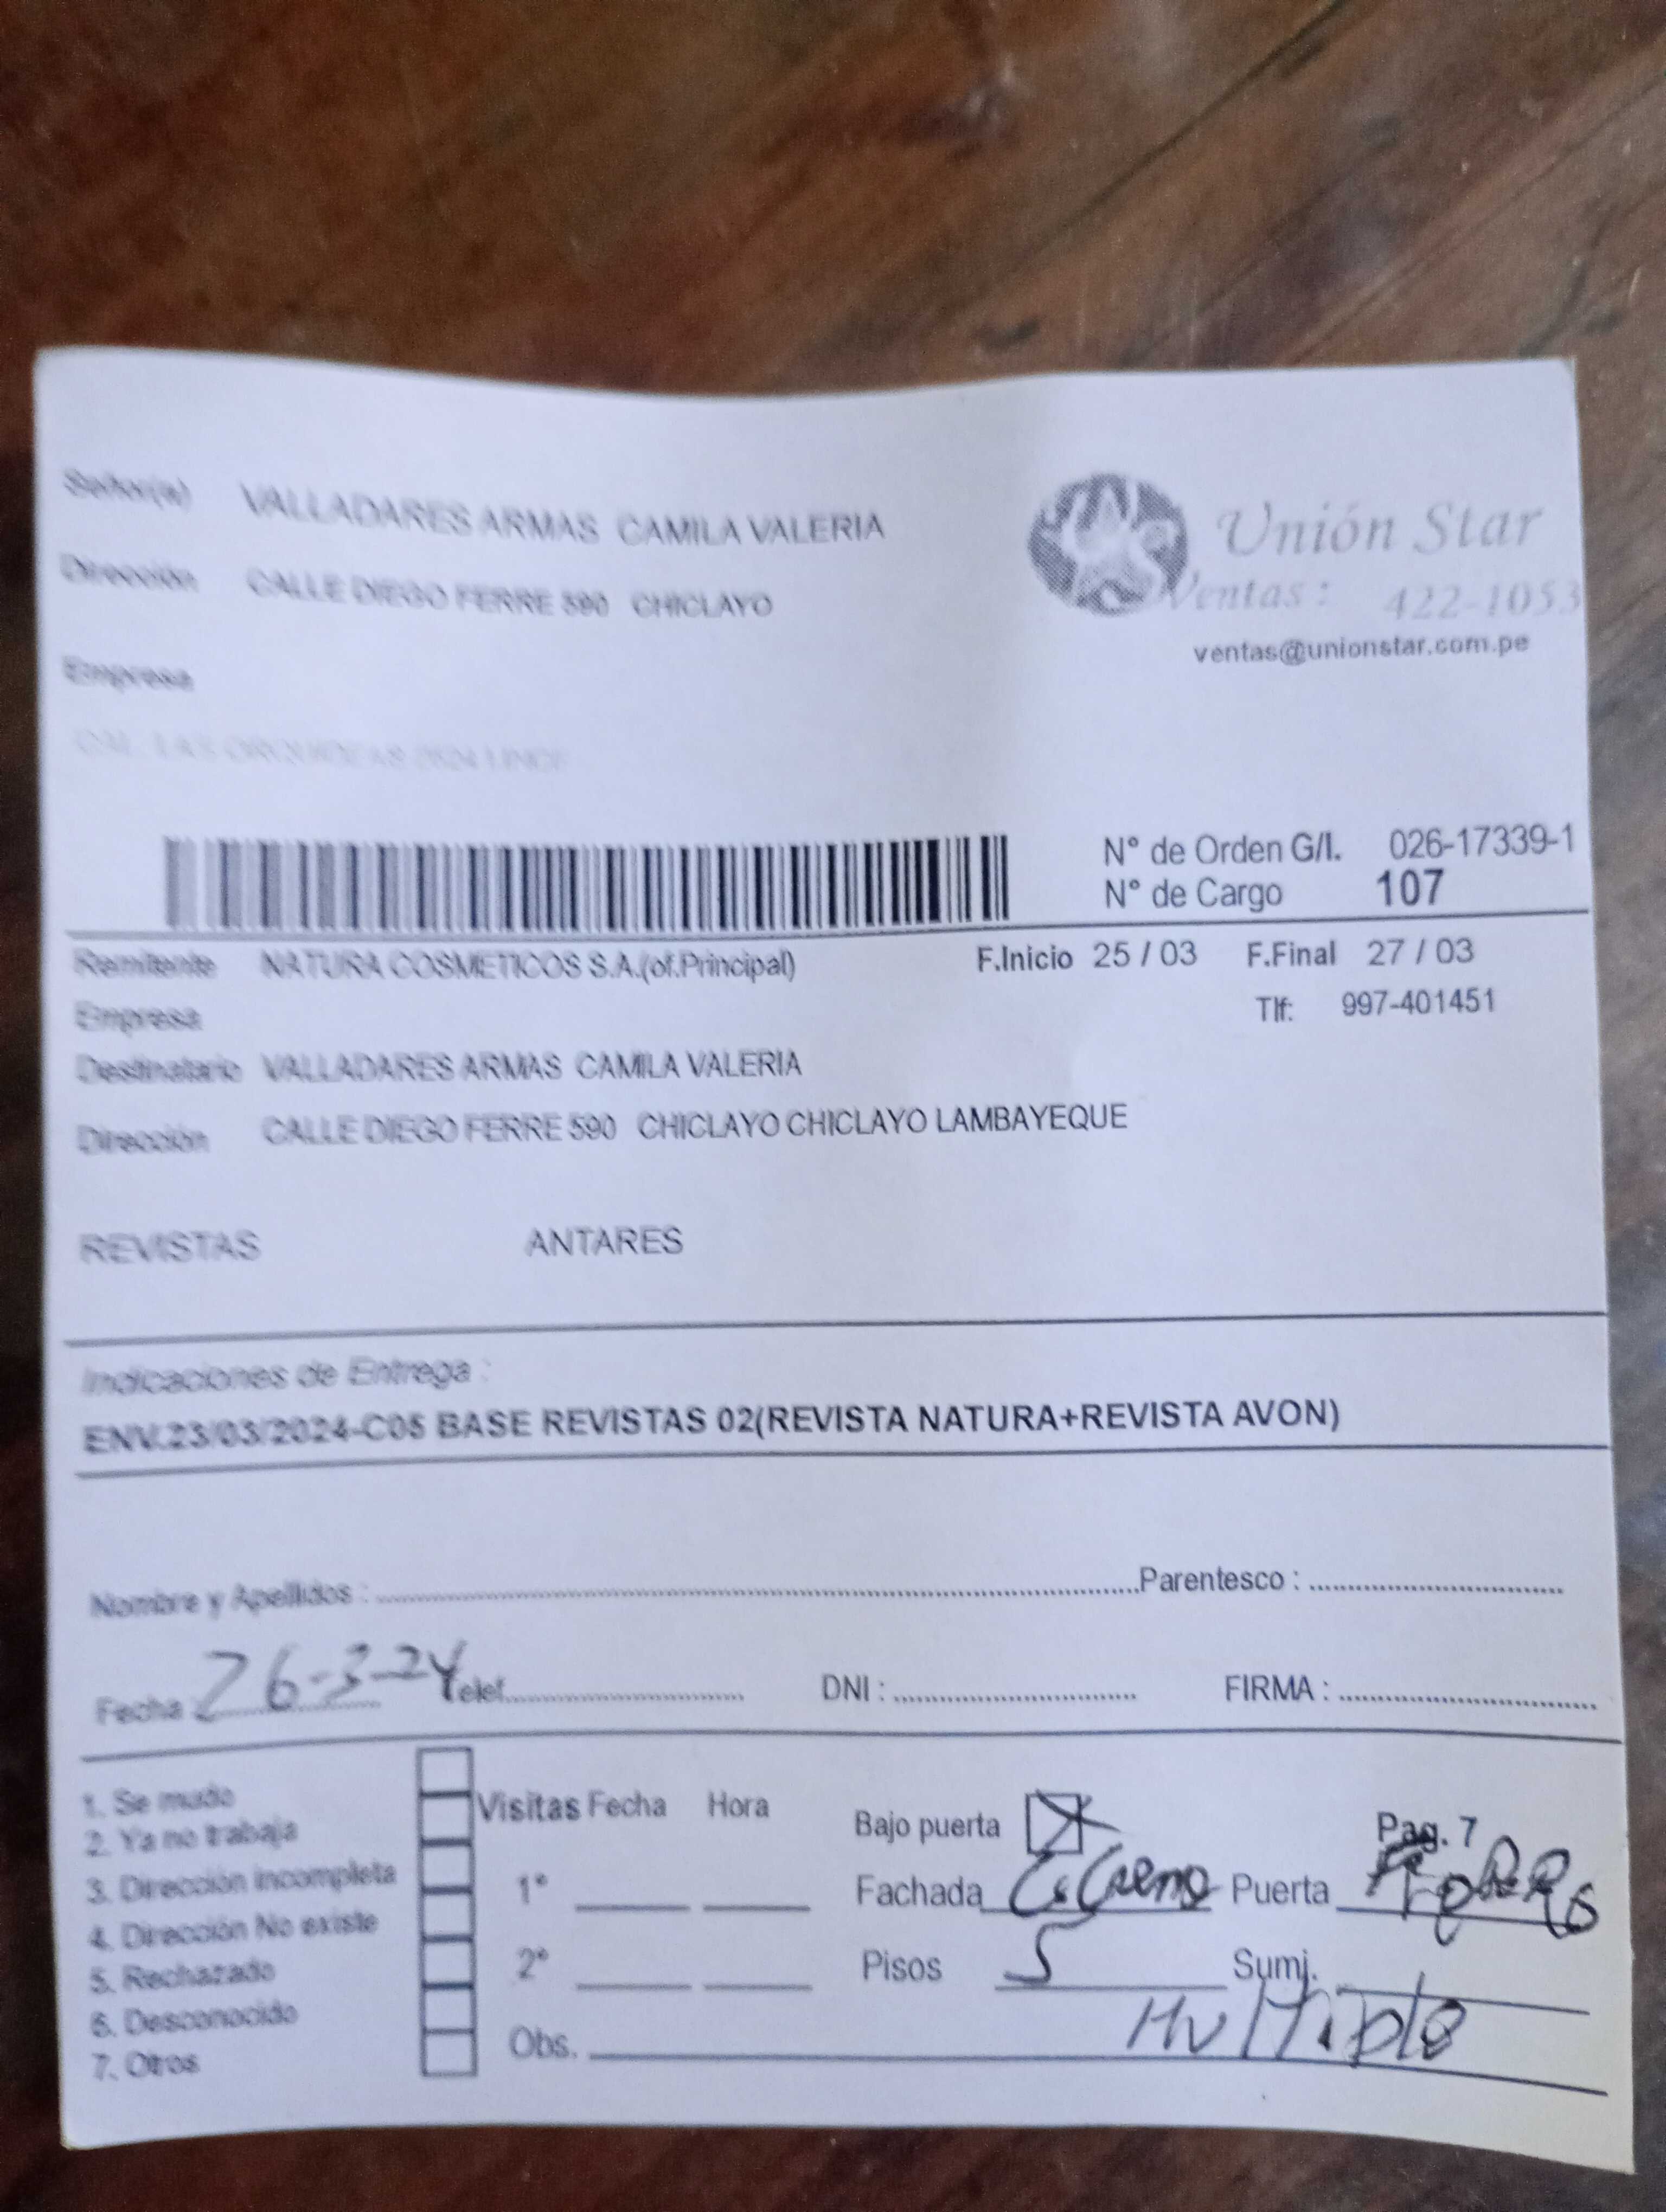 Señor(a) VALLADARES ARMAS CAMILA VALERIA
Dirección CALLE DIEGO FERRE 590 CHICLAYO
Empresa
Unión Star
Ventas : 422-1053
ventas@unionstar.com.pe
CAL. LAS ORQUIDEAS
N° de Orden G/I. 026-17339-1
N° de Cargo 107
Remitente NATURA COSMETICOS S.A.(of.Principal) F.Inicio 25 / 03 F.Final 27 / 03
Empresa Tlf: 997-401451
Destinatario VALLADARES ARMAS CAMILA VALERIA
Dirección CALLE DIEGO FERRE 590 CHICLAYO CHICLAYO LAMBAYEQUE
REVISTAS ANTARES
Indicaciones de Entrega :
ENV.23/03/2024-C05 BASE REVISTAS 02(REVISTA NATURA+REVISTA AVON)
Nombre y Apellidos : Parentesco :
Fecha 26-3-24 Telef. DNI : FIRMA :
1. Se mudo
2. Ya no trabaja
3. Dirección incompleta
4. Dirección No existe
5. Rechazado
6. Desconocido
7. Otros
Visitas Fecha Hora
1°
2°
Obs. Multiple
Bajo puerta X Pag. 7
Fachada Puerta
Pisos 5 Sumi.